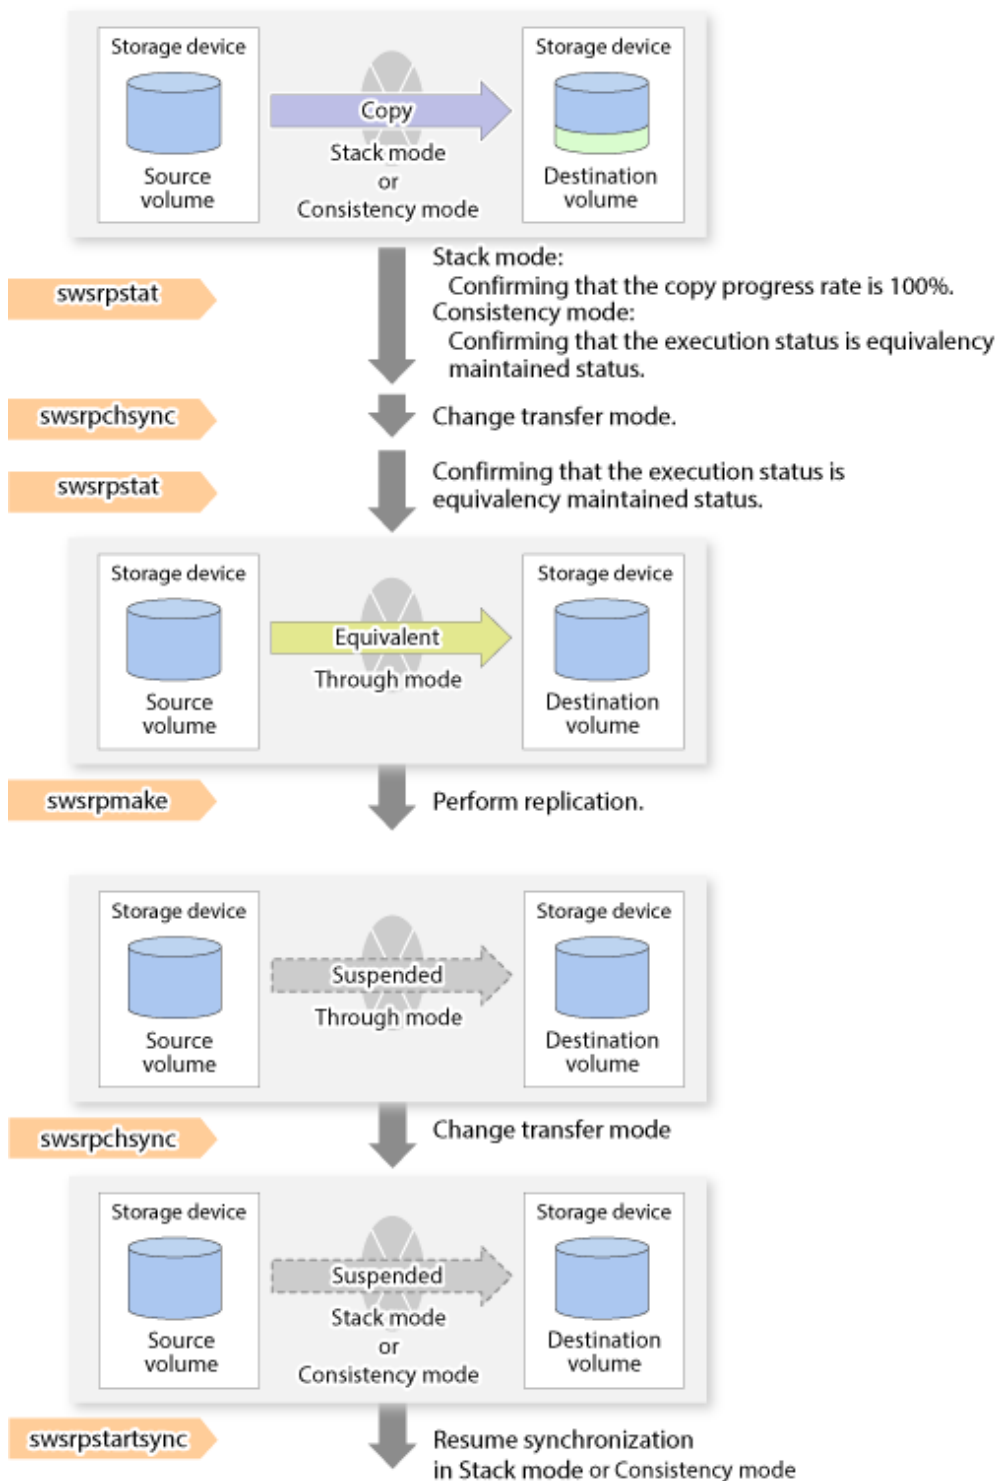 Storage device
Storage device
Copy
Stack mode
or
Consistency mode
Source
volume
Destination
volume
swsrpstat
Stack mode:
Confirming that the copy progress rate is 100%.
Consistency mode:
Confirming that the execution status is equivalency
maintained status.
swsrpchsync
Change transfer mode.
swsrpstat
Confirming that the execution status is
equivalency maintained status.
Storage device
Storage device
Equivalent
Through mode
Source
volume
Destination
volume
swsrpmake
Perform replication.
Storage device
Storage device
Suspended
Through mode
Source
volume
Destination
volume
swsrpchsync
Change transfer mode
Storage device
Storage device
Suspended
Stack mode
or
Consistency mode
Source
volume
Destination
volume
swsrpstartsync
Resume synchronization
in Stack mode or Consistency mode